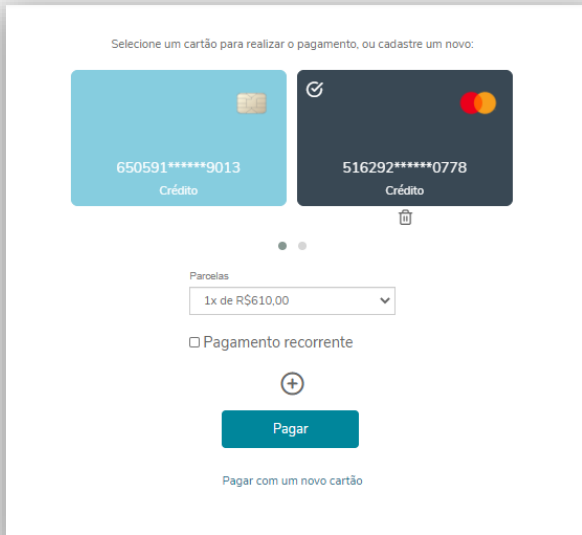 Selecione um cartão para realizar o pagamento, ou cadastre um novo:
650591******9013
Crédito
516292******0778
Crédito
Parcelas
1x de R$610,00
Pagamento recorrente
Pagar
Pagar com um novo cartão